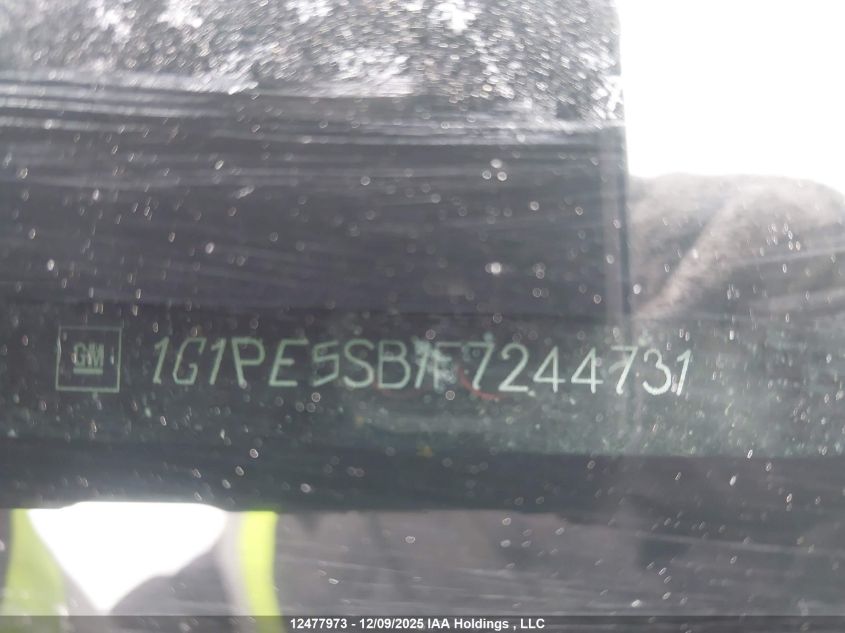 GM 1G1PE5SB1F7244731
12477973 - 12/09/2025 IAA Holdings , LLC